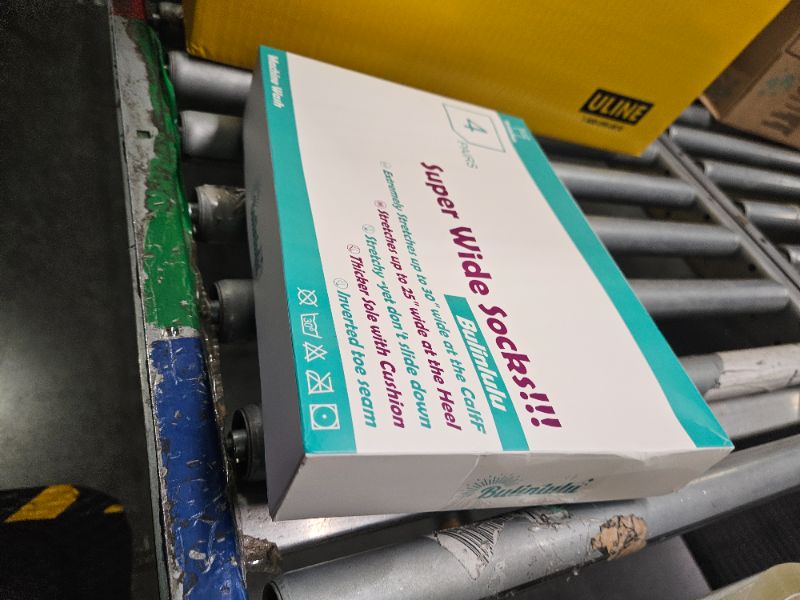 Super Wide Socks!!!
Bulinlulu
Extremely Stretches up to 30" wide at the CalfF
Stretches up to 25" wide at the Heel
Stretchy -yet don't slide down
Thicker Sole with Cushion
Inverted toe seam
4
PAIRS
Machine Wash
30°
Bulinlulu
ULINE